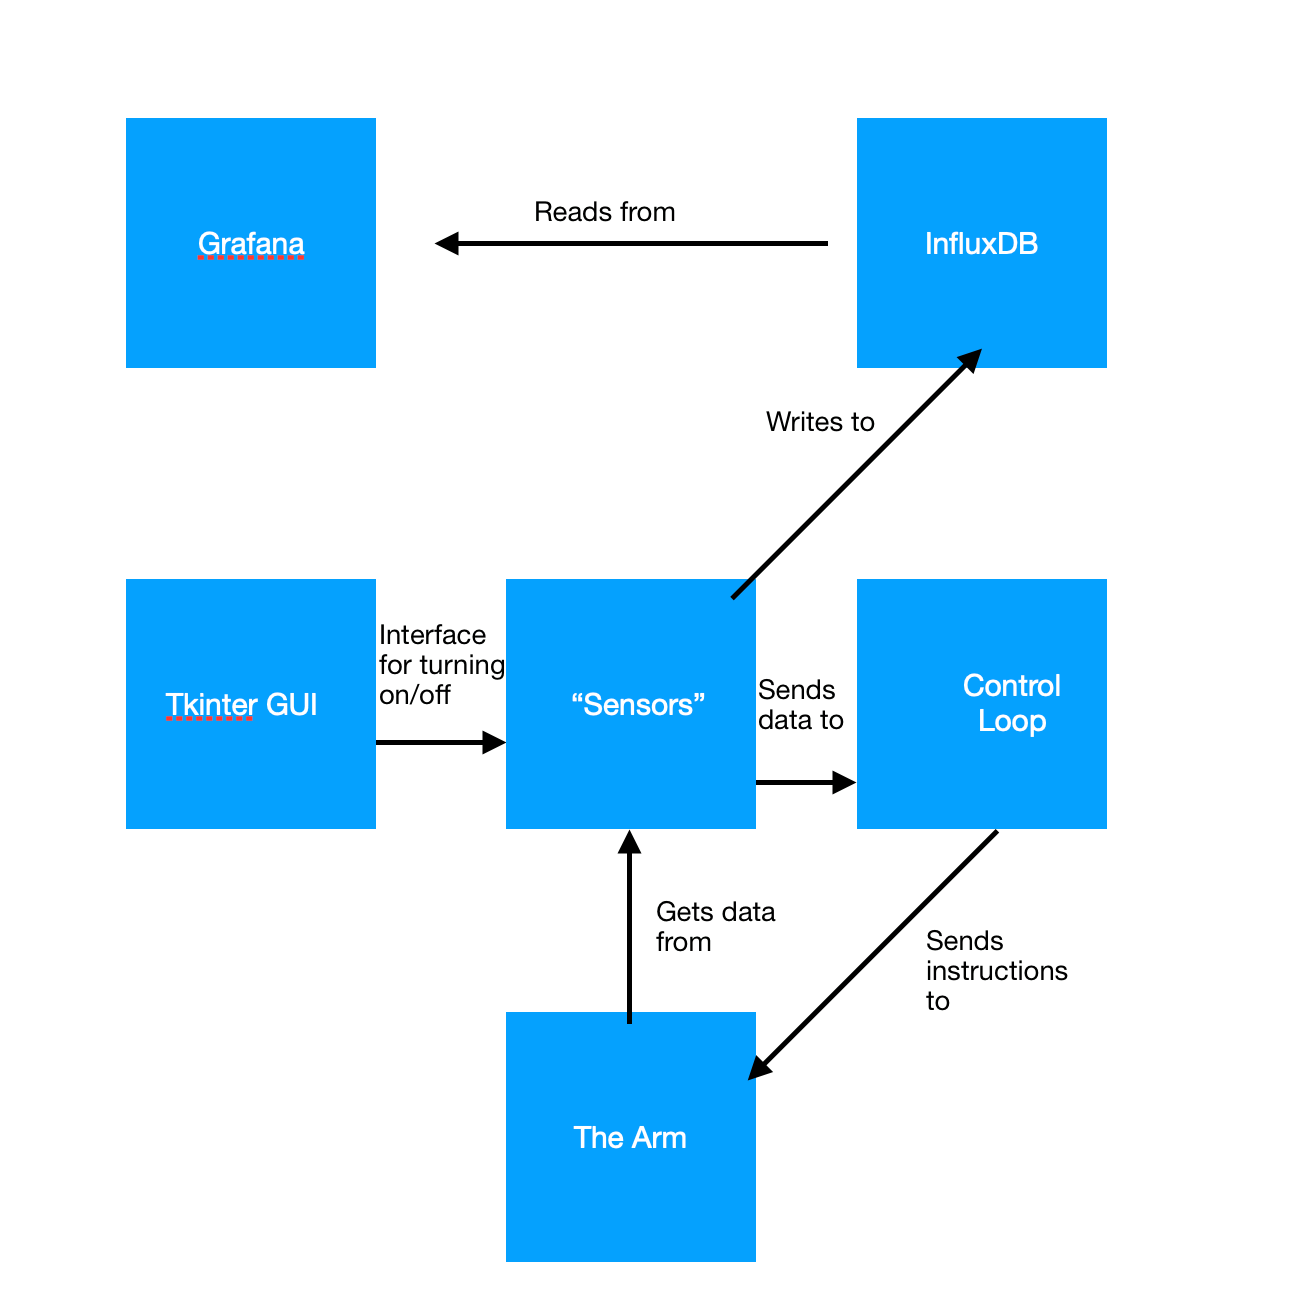 Reads from
Grafana
InfluxDB
Writes to
Interface
for turning
on/off
Tkinter GUI
“Sensors”
Sends
data to
Control
Loop
Gets data
from
Sends
instructions
to
The Arm